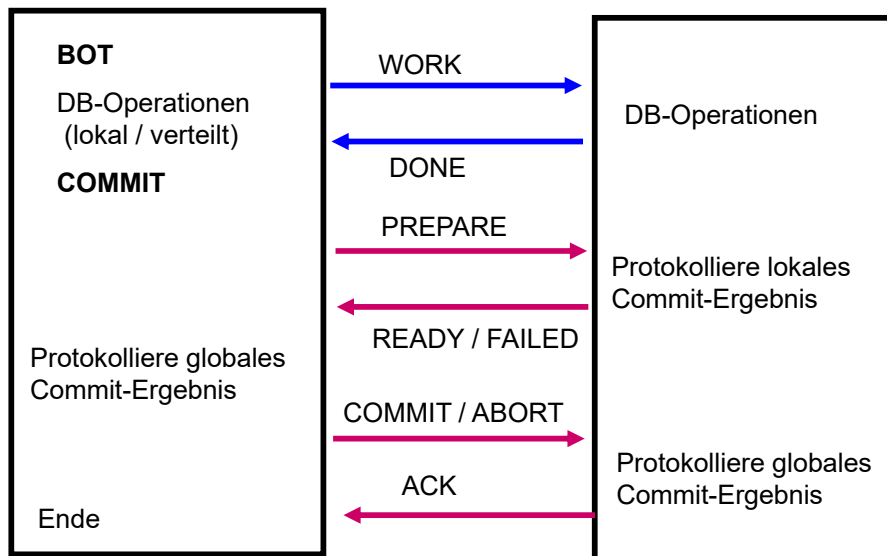 BOT
WORK
DB-Operationen
(lokal / verteilt)
DB-Operationen
DONE
COMMIT
PREPARE
Protokolliere lokales
Commit-Ergebnis
READY / FAILED
Protokolliere globales
Commit-Ergebnis
COMMIT / ABORT
Protokolliere globales
Commit-Ergebnis
ACK
Ende